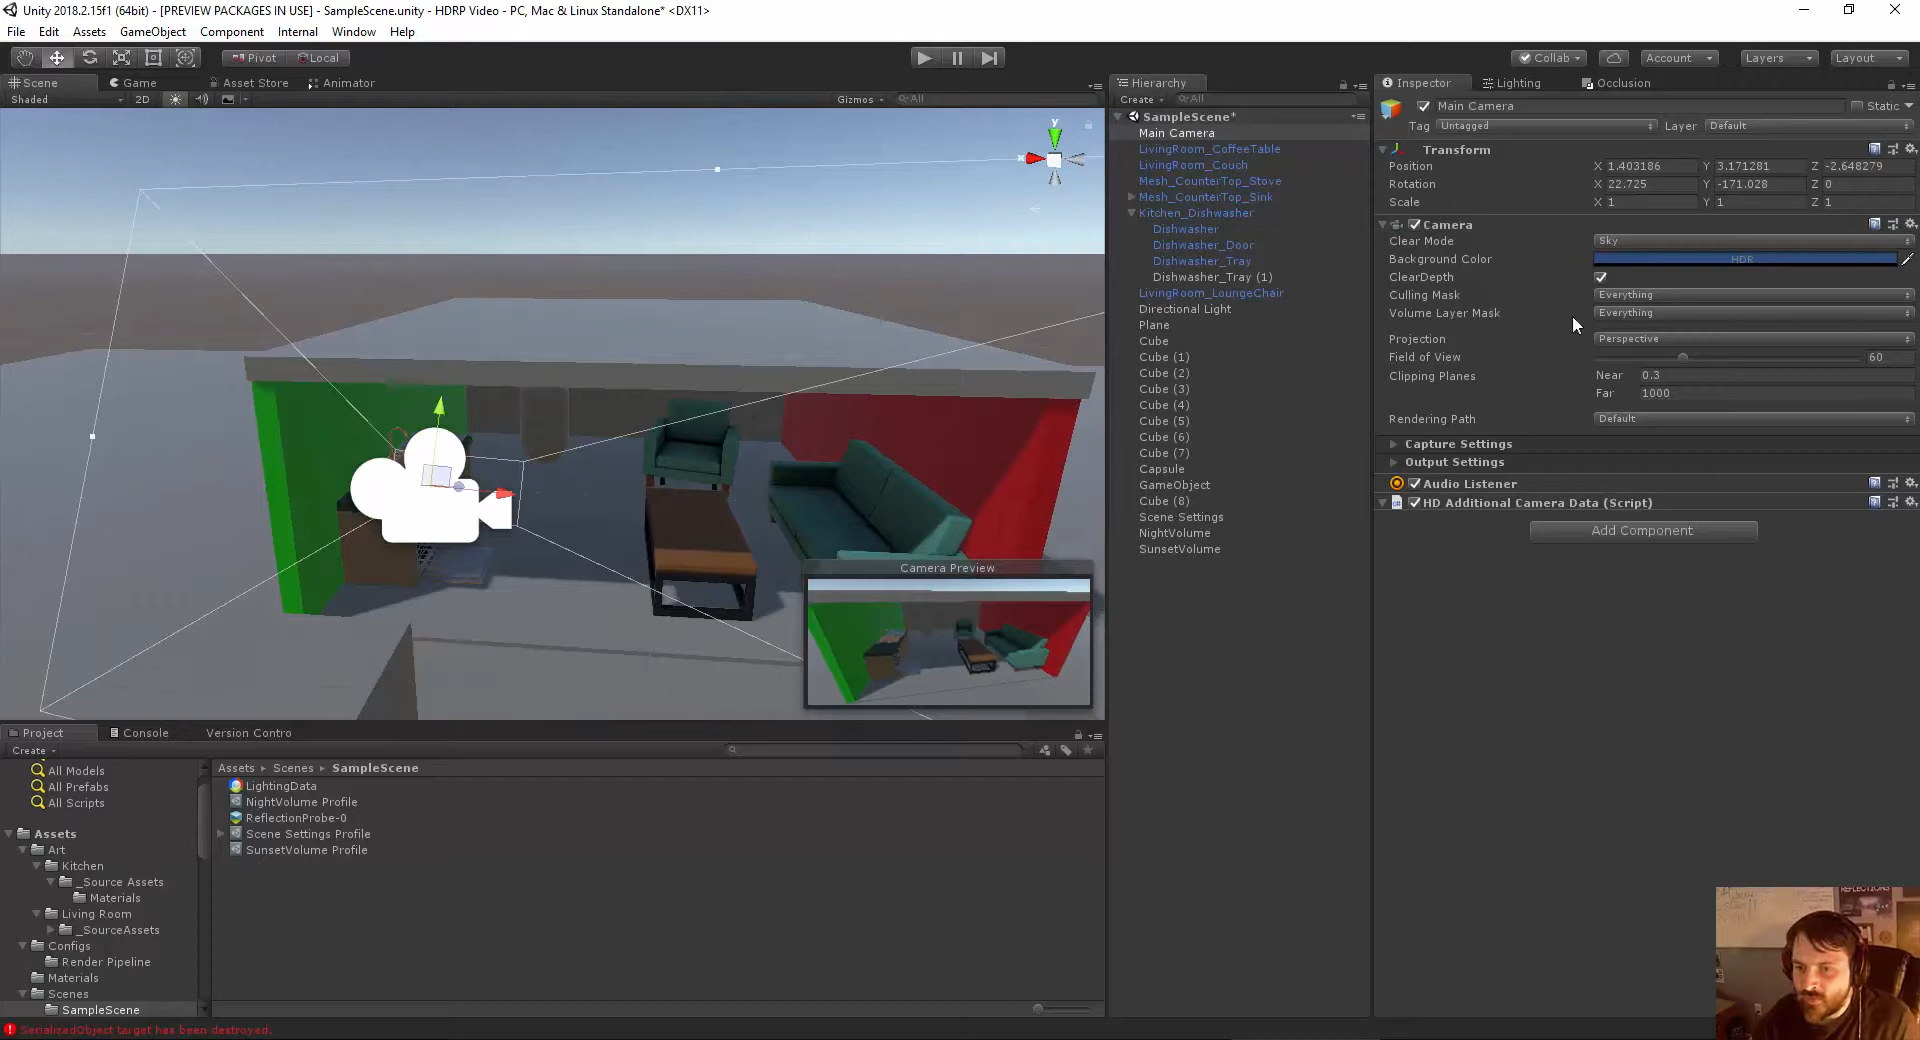 Unity 2018.2.15f1 (64bit) - [PREVIEW PACKAGES IN USE] - SampleScene.unity - HDRP Video - PC, Mac & Linux Standalone* <DX11>
File Edit Assets GameObject Component Internal Window Help
Pivot Local Collab Account Layers Layout
Scene Game Asset Store Animator
Shaded 2D Gizmos All
y
x
Camera Preview
Hierarchy
Create All
SampleScene*
Main Camera
LivingRoom_CoffeeTable
LivingRoom_Couch
Mesh_CounterTop_Stove
Mesh_CounterTop_Sink
Kitchen_Dishwasher
Dishwasher
Dishwasher_Door
Dishwasher_Tray
Dishwasher_Tray (1)
LivingRoom_LoungeChair
Directional Light
Plane
Cube
Cube (1)
Cube (2)
Cube (3)
Cube (4)
Cube (5)
Cube (6)
Cube (7)
Capsule
GameObject
Cube (8)
Scene Settings
NightVolume
SunsetVolume
Inspector Lighting Occlusion
Main Camera Static
Tag Untagged Layer Default
Transform
Position X 1.403186 Y 3.171281 Z -2.648279
Rotation X 22.725 Y -171.028 Z 0
Scale X 1 Y 1 Z 1
Camera
Clear Mode Sky
Background Color HDR
ClearDepth
Culling Mask Everything
Volume Layer Mask Everything
Projection Perspective
Field of View 60
Clipping Planes Near 0.3
Far 1000
Rendering Path Default
Capture Settings
Output Settings
Audio Listener
HD Additional Camera Data (Script)
Add Component
Project Console Version Contro
Create
All Models
All Prefabs
All Scripts
Assets
Art
Kitchen
_Source Assets
Materials
Living Room
_SourceAssets
Configs
Render Pipeline
Materials
Scenes
SampleScene
Assets Scenes SampleScene
LightingData
NightVolume Profile
ReflectionProbe-0
Scene Settings Profile
SunsetVolume Profile
SerializedObject target has been destroyed.
REFLECTIONS